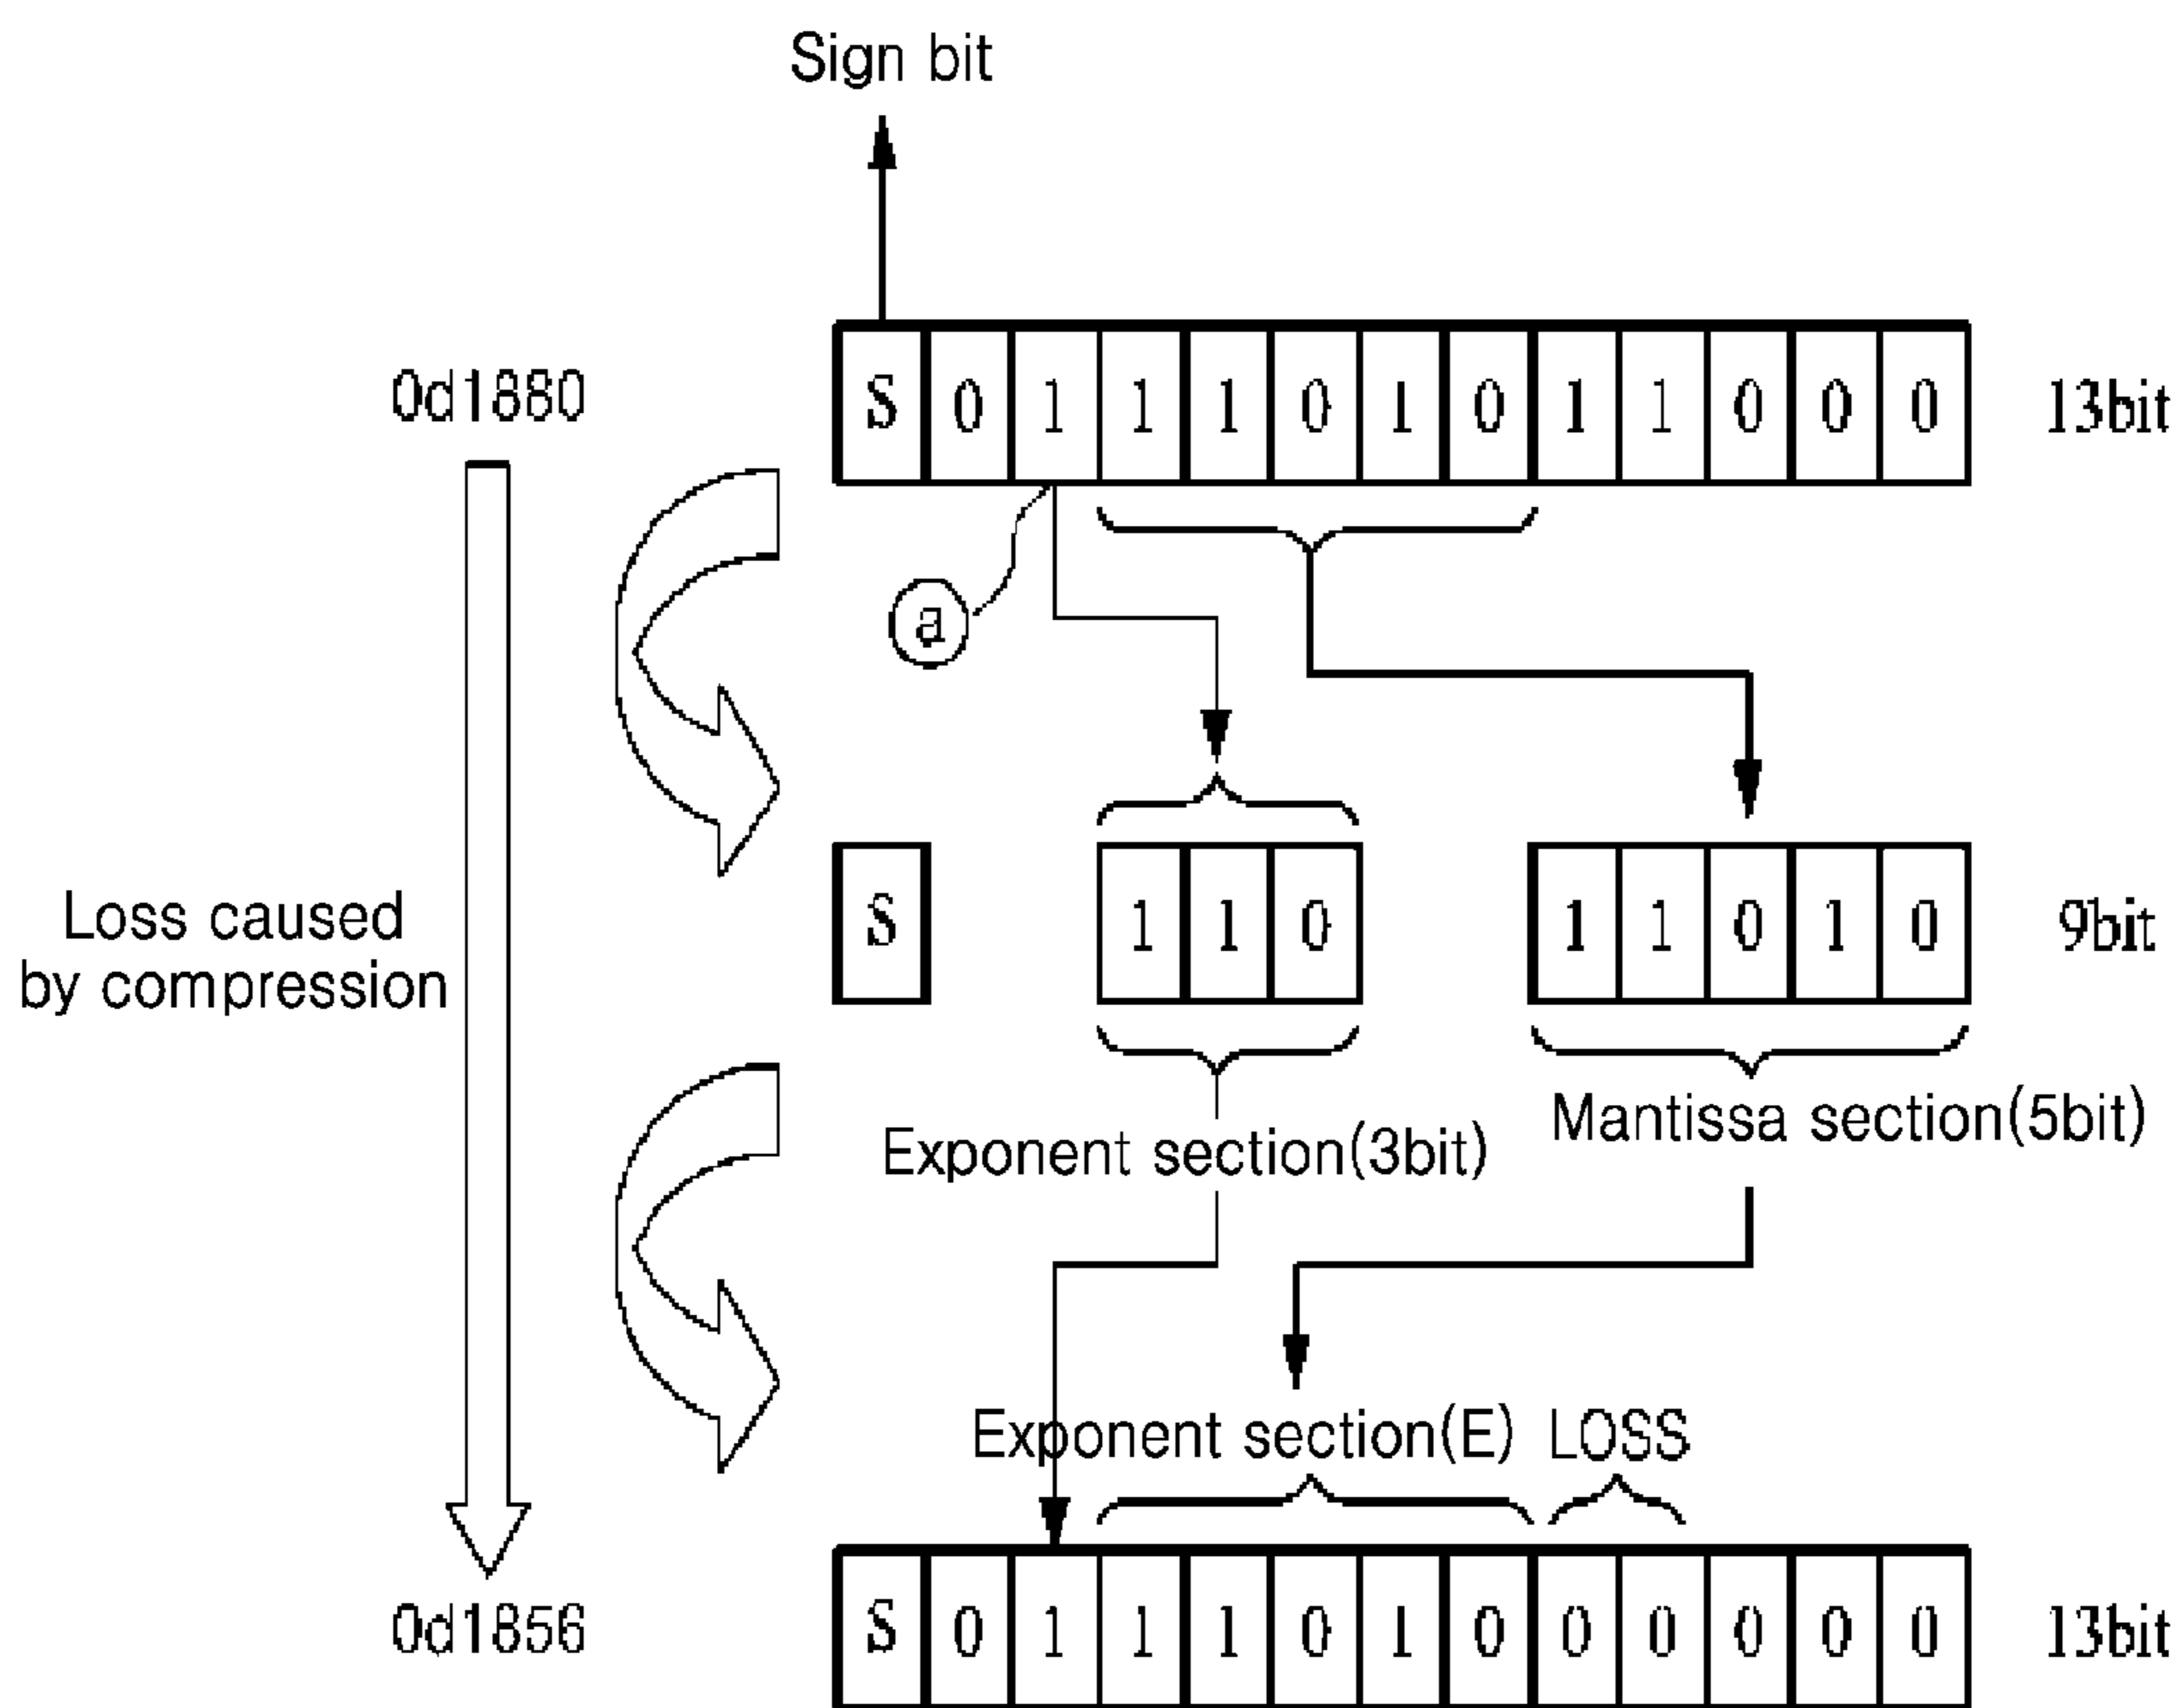 Sign bit
0d1880 S 0 1 1 1 0 1 0 1 1 0 0 0 13bit
a
Loss caused
by compression
S 1 1 0 1 1 0 1 0 9bit
Mantissa section(5bit)
Exponent section(3bit)
Exponent section(E) LOSS
0d1856 S 0 1 1 1 0 1 0 0 0 0 0 0 13bit